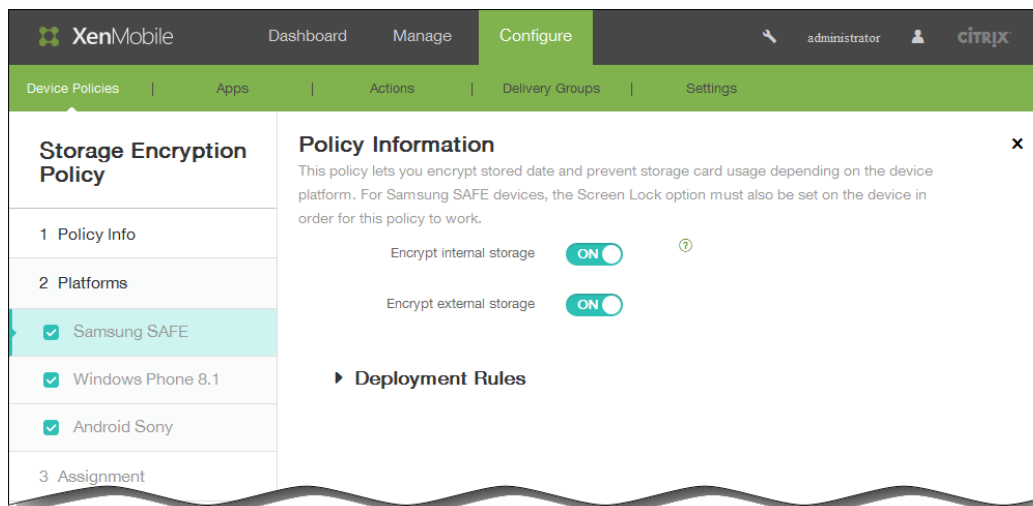 XenMobile Dashboard Manage Configure administrator CİTRIX
Device Policies | Apps | Actions | Delivery Groups | Settings
Storage Encryption
Policy
1 Policy Info
2 Platforms
Samsung SAFE
Windows Phone 8.1
Android Sony
3 Assignment
Policy Information
x
This policy lets you encrypt stored date and prevent storage card usage depending on the device
platform. For Samsung SAFE devices, the Screen Lock option must also be set on the device in
order for this policy to work.
Encrypt internal storage ON ?
Encrypt external storage ON
Deployment Rules